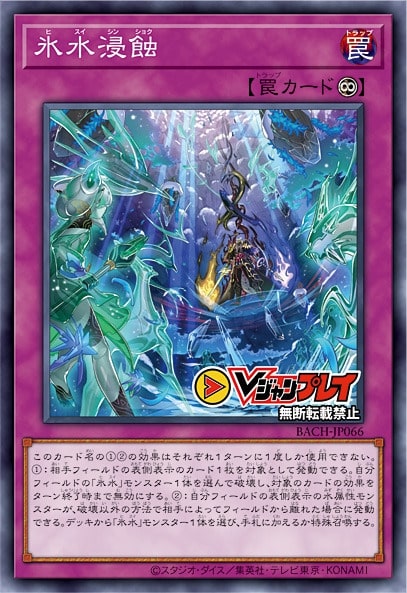 氷水浸蝕
ヒ スイ シン ショク
トラップ
罠
トラップ
【罠カード】
Vジャンプレイ
無断転載禁止
BACH-JP066
このカード名の①②の効果はそれぞれ1ターンに1度しか使用できない。
①:相手フィールドの表側表示のカード1枚を対象として発動できる。自分
フィールドの「氷水」モンスター1体を選んで破壊し、対象のカードの効果を
ターン終了時まで無効にする。②:自分フィールドの表側表示の水属性モン
スターが、破壊以外の方法で相手によってフィールドから離れた場合に発動
できる。デッキから「氷水」モンスター1体を選び、手札に加えるか特殊召喚する。
©スタジオ・ダイス/集英社・テレビ東京・KONAMI